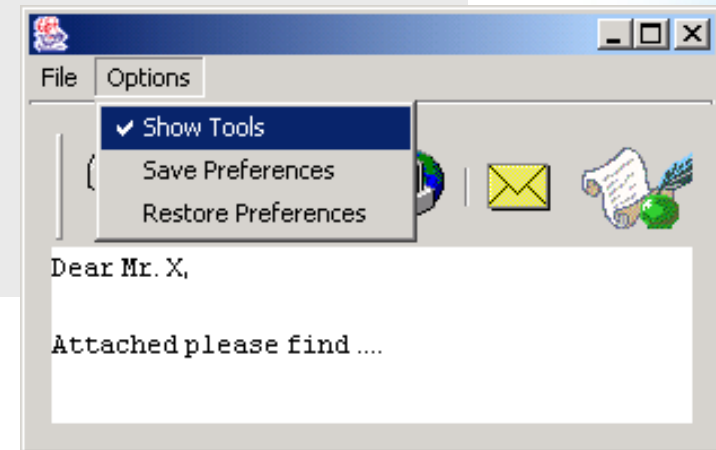 File Options
Show Tools
Save Preferences
Restore Preferences
Dear Mr. X,
Attached please find ....